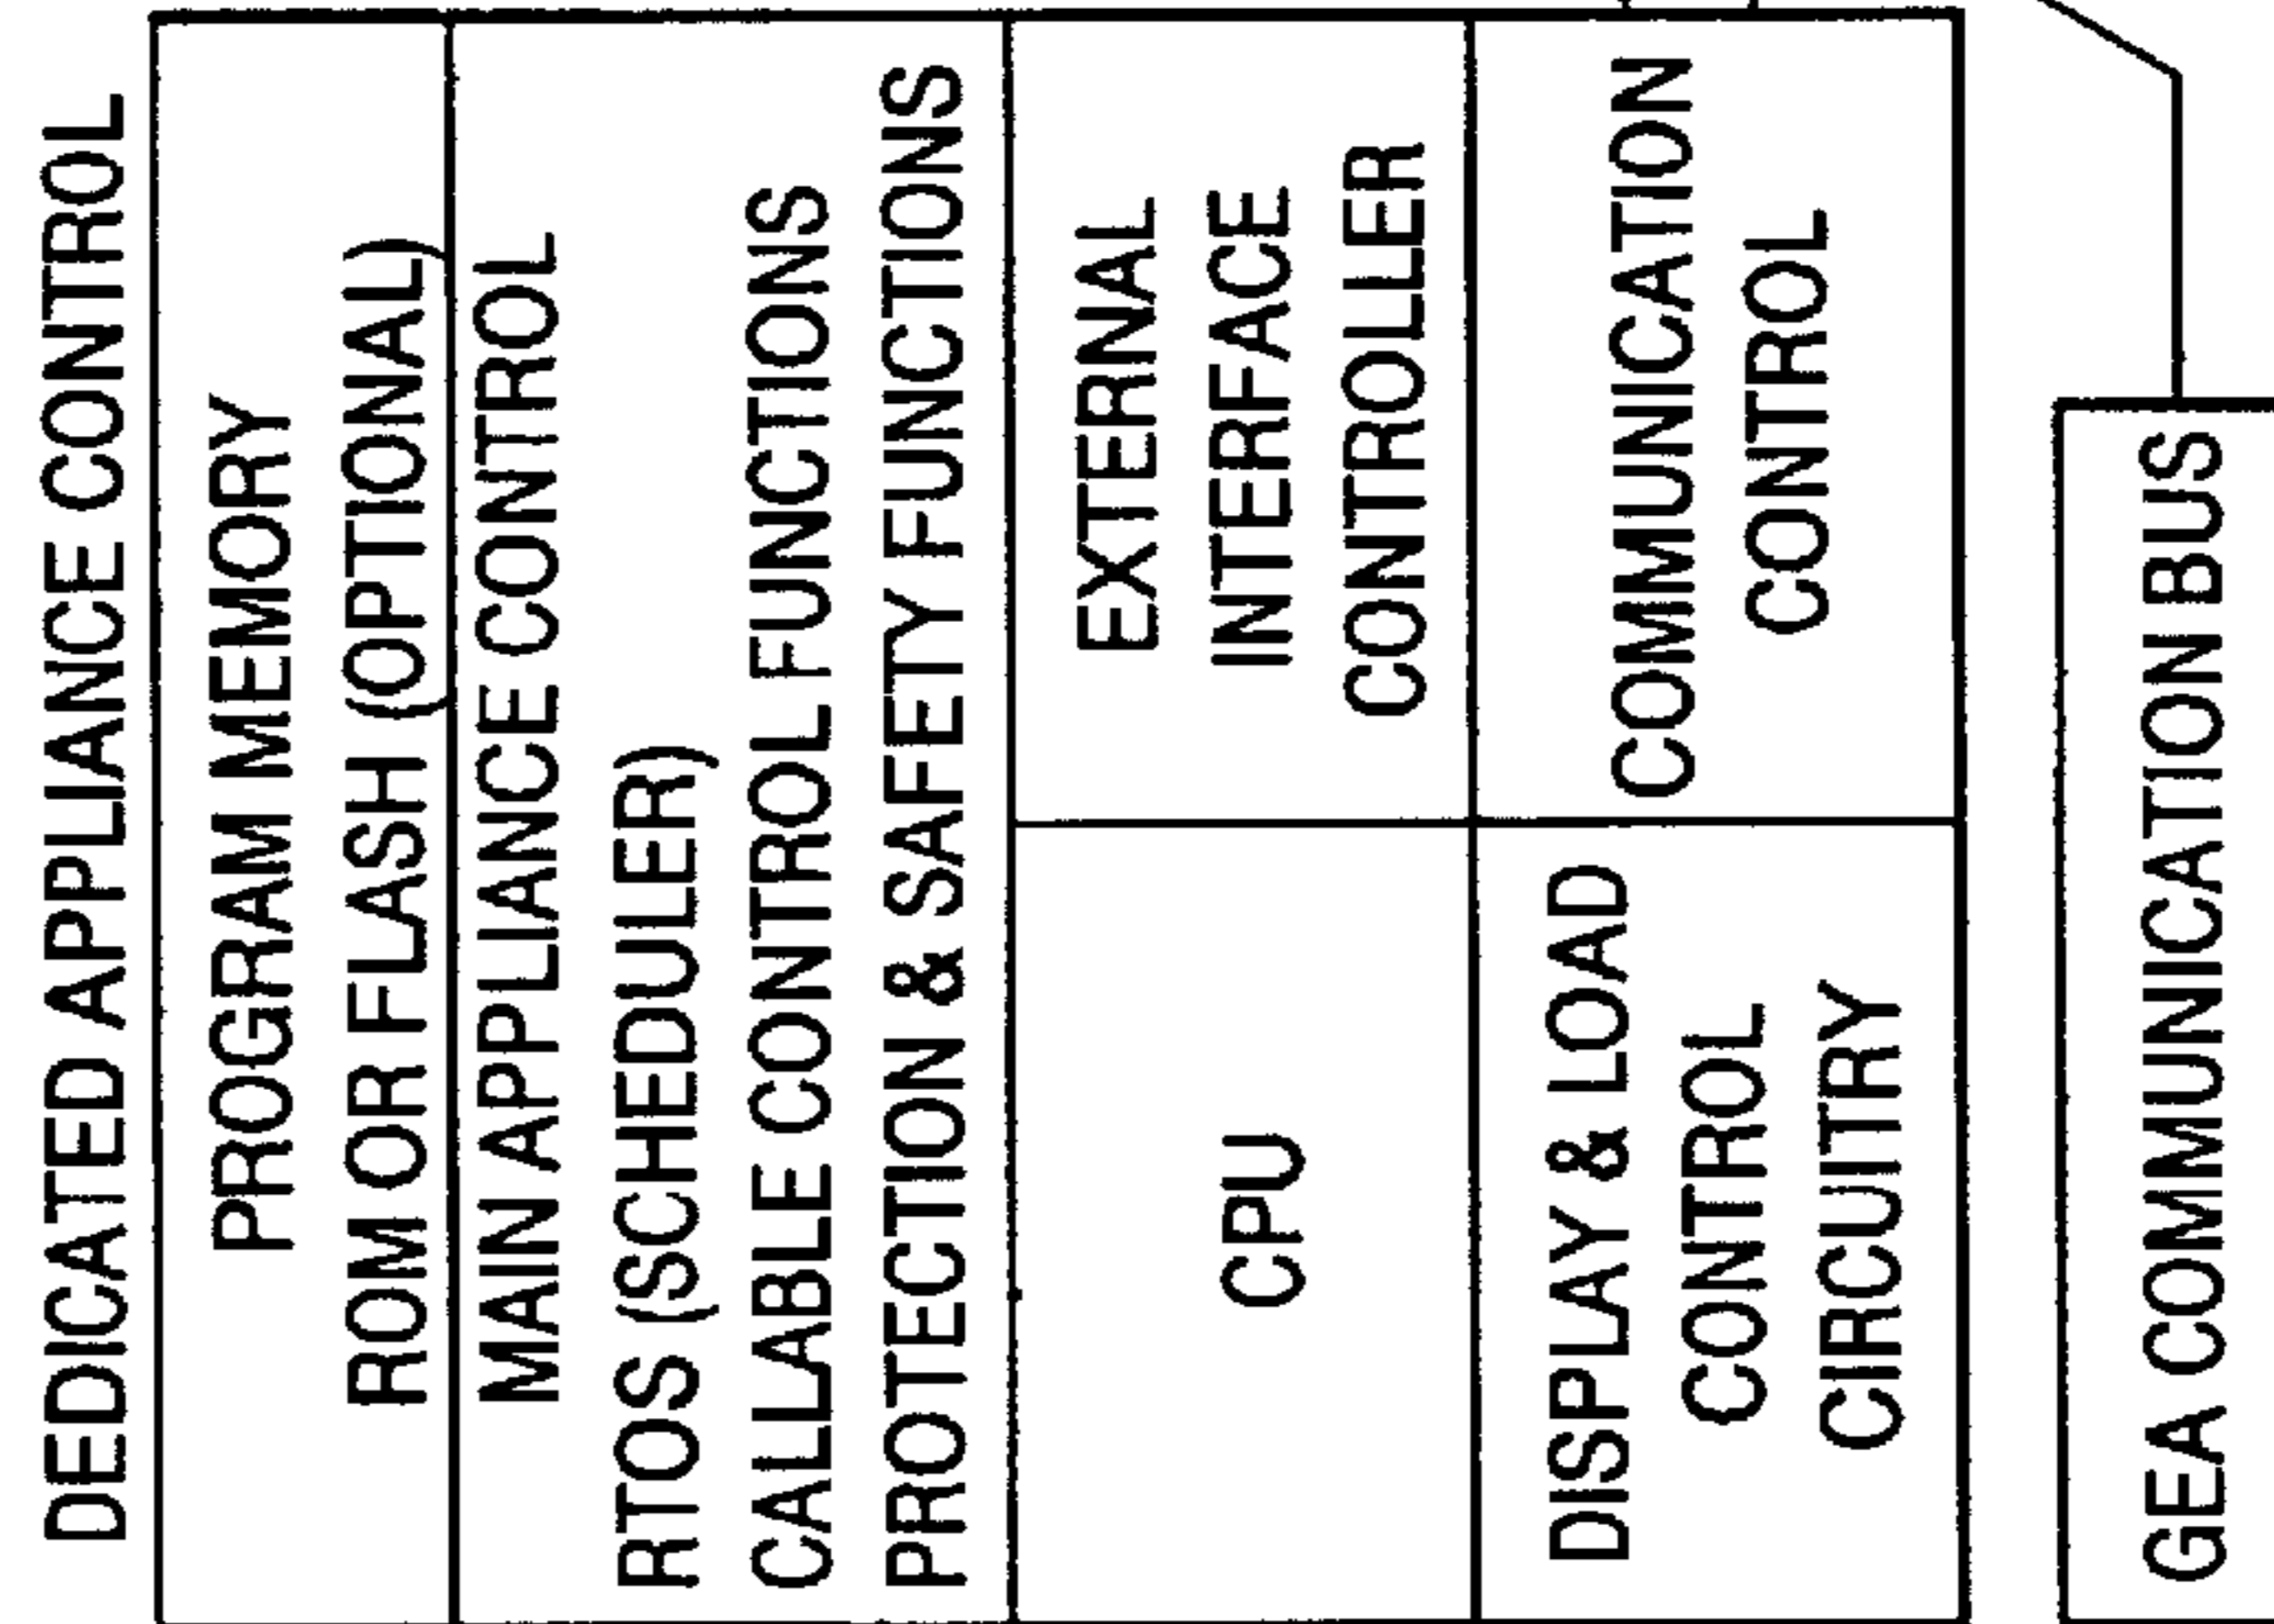 DEDICATED APPLIANCE CONTROL
PROGRAM MEMORY
ROM OR FLASH (OPTIONAL)
MAIN APPLIANCE CONTROL
RTOS (SCHEDULER)
CALLABLE CONTROL FUNCTIONS
PROTECTION & SAFETY FUNCTIONS
CPU
EXTERNAL
INTERFACE
CONTROLLER
DISPLAY & LOAD
CONTROL
CIRCUITRY
COMMUNICATION
CONTROL
GEA COMMUNICATION BUS